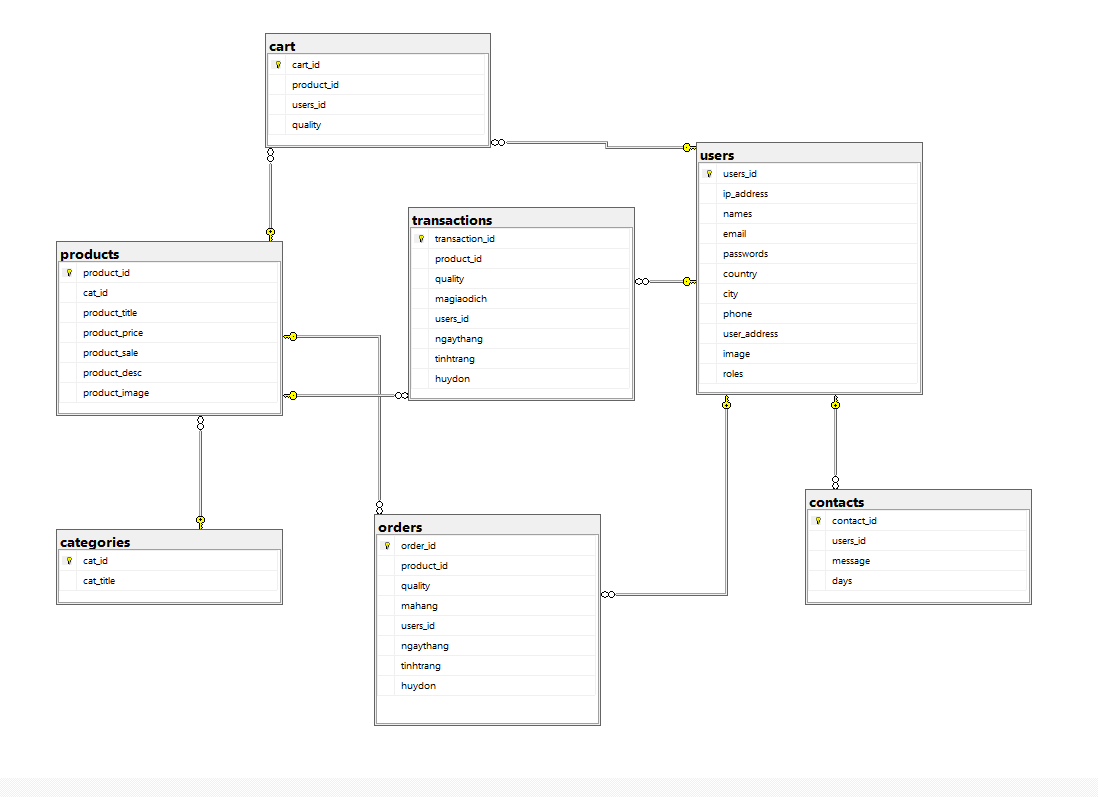 cart
cart_id
product_id
users_id
quality
users
users_id
ip_address
names
email
passwords
country
city
phone
user_address
image
roles
transactions
transaction_id
product_id
quality
magiaodich
users_id
ngaythang
tinhtrang
huydon
products
product_id
cat_id
product_title
product_price
product_sale
product_desc
product_image
categories
cat_id
cat_title
orders
order_id
product_id
quality
mahang
users_id
ngaythang
tinhtrang
huydon
contacts
contact_id
users_id
message
days